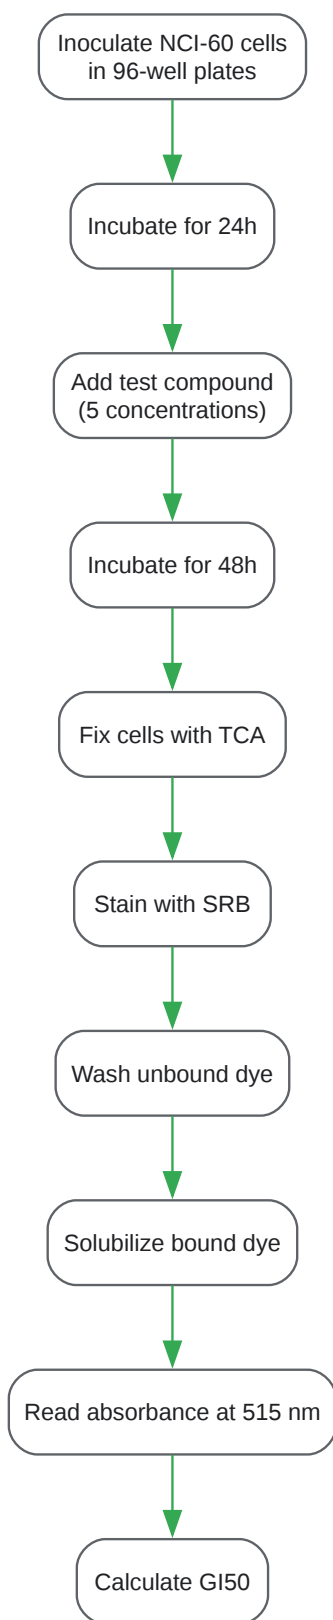 Inoculate NCI-60 cells
in 96-well plates
Incubate for 24h
Add test compound
(5 concentrations)
Incubate for 48h
Fix cells with TCA
Stain with SRB
Wash unbound dye
Solubilize bound dye
Read absorbance at 515 nm
Calculate GI50